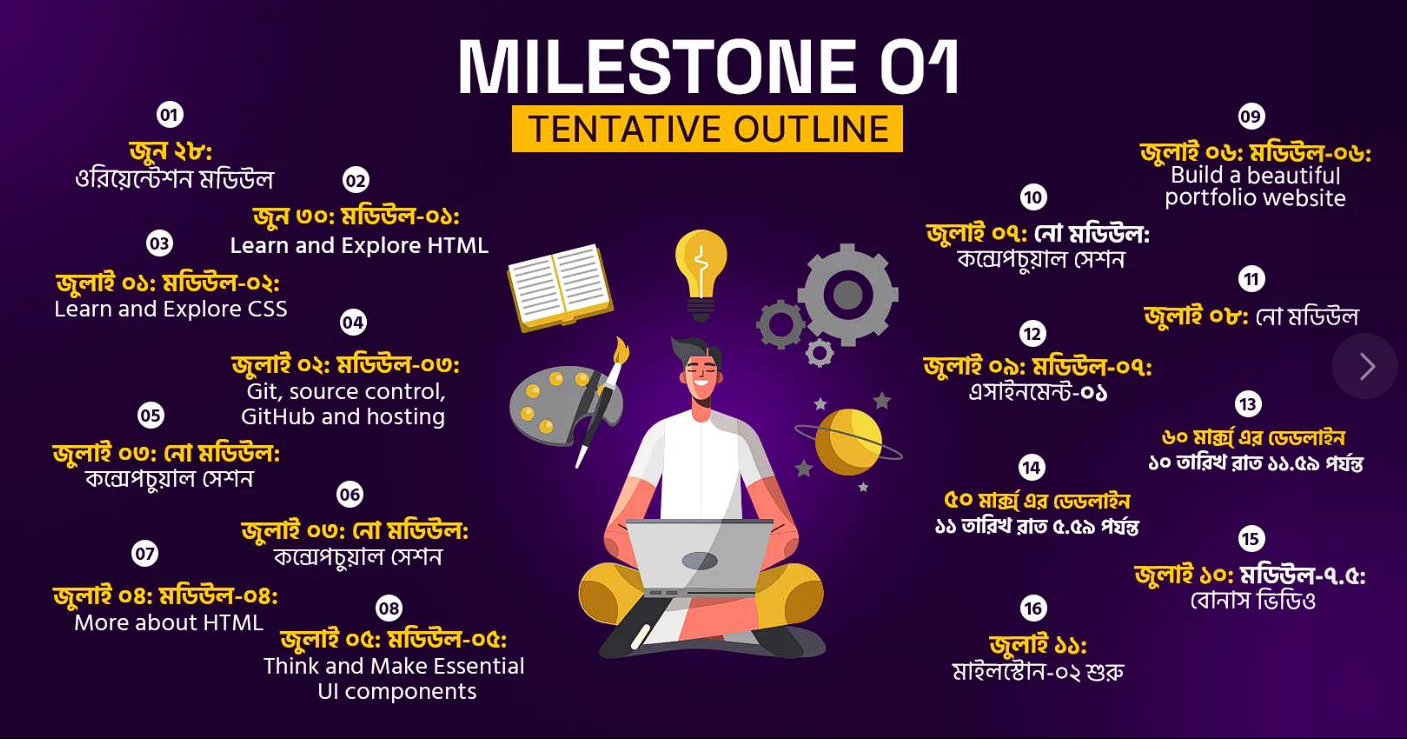 MILESTONE 01
TENTATIVE OUTLINE
01
জুন ২৮:
ওরিয়েন্টেশন মডিউল
02
জুন ৩০: মডিউল-০১:
Learn and Explore HTML
03
জুলাই ০১: মডিউল-০২:
Learn and Explore CSS
04
জুলাই ০২: মডিউল-০৩:
Git, source control,
GitHub and hosting
05
জুলাই ০৩: নো মডিউল:
কন্সেপচুয়াল সেশন
06
জুলাই ০৩: নো মডিউল:
কন্সেপচুয়াল সেশন
07
জুলাই ০৪: মডিউল-০৪:
More about HTML
08
জুলাই ০৫: মডিউল-০৫:
Think and Make Essential
UI components
09
জুলাই ০৬: মডিউল-০৬:
Build a beautiful
portfolio website
10
জুলাই ০৭: নো মডিউল:
কন্সেপচুয়াল সেশন
11
জুলাই ০৮: নো মডিউল
12
জুলাই ০৯: মডিউল-০৭:
এসাইনমেন্ট-০১
13
৬০ মার্ক্স এর ডেডলাইন
১০ তারিখ রাত ১১.৫৯ পর্যন্ত
14
৫০ মার্ক্স এর ডেডলাইন
১১ তারিখ রাত ৫.৫৯ পর্যন্ত
15
জুলাই ১০: মডিউল-৭.৫:
বোনাস ভিডিও
16
জুলাই ১১:
মাইলস্টোন-০২ শুরু